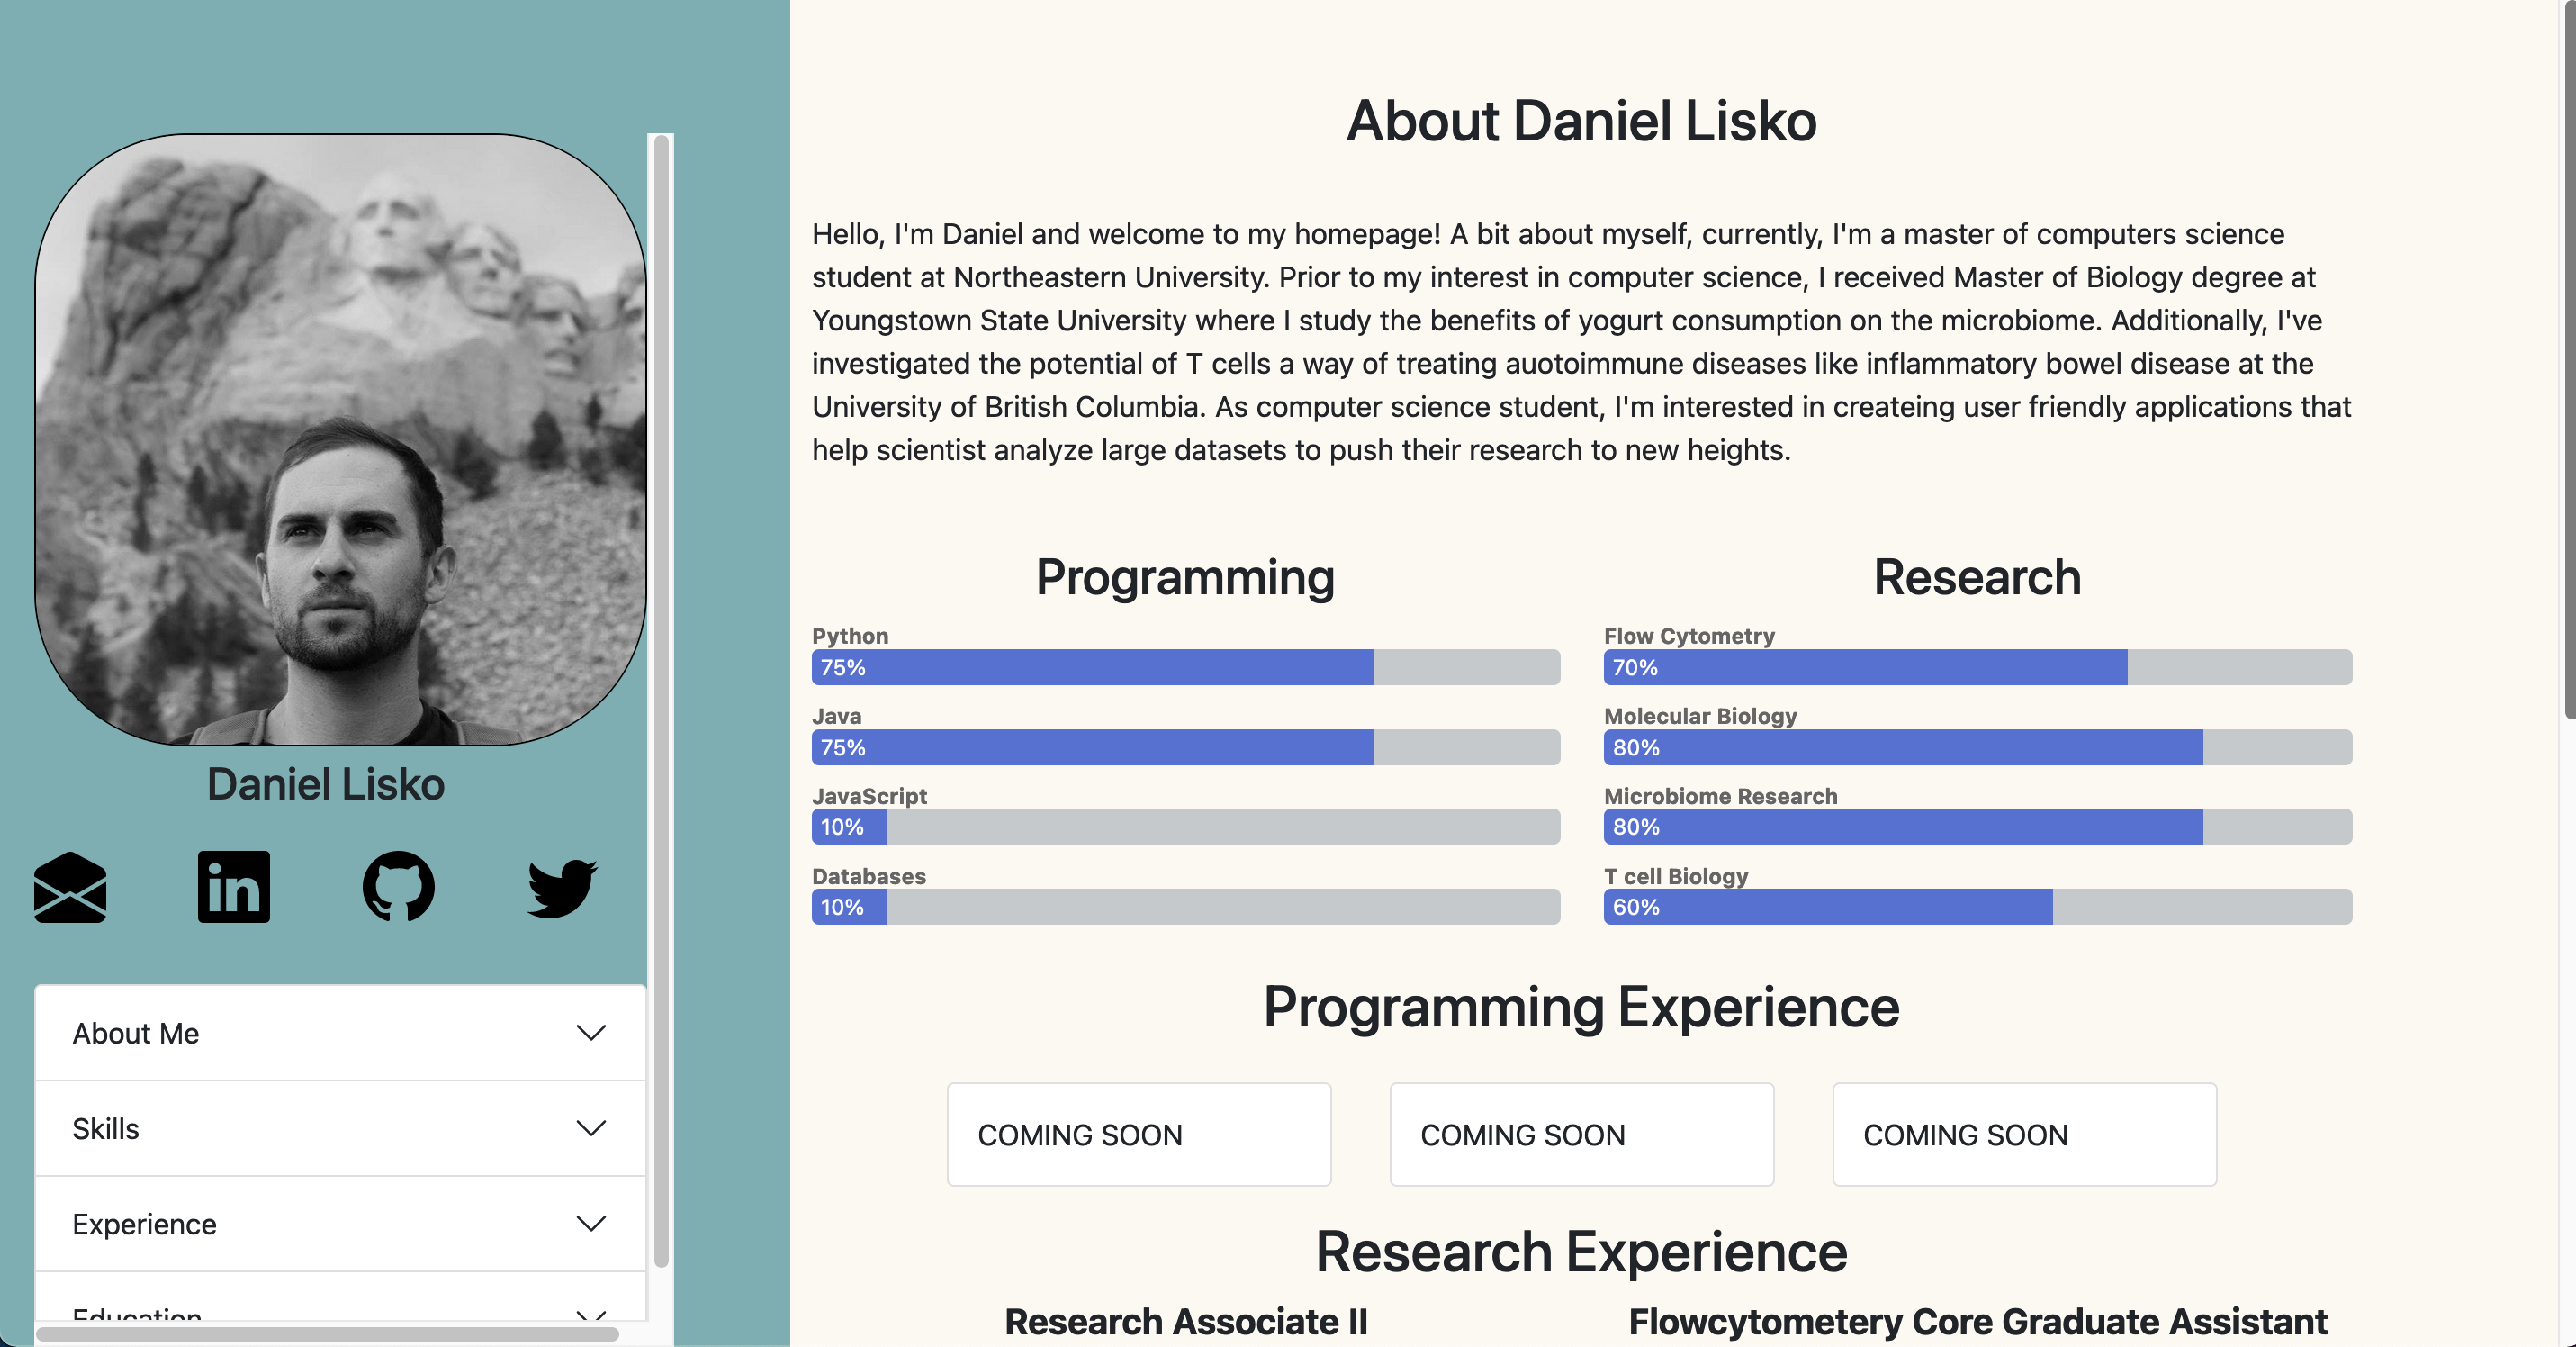 Daniel Lisko
About Me
Skills
Experience
Education
About Daniel Lisko
Hello, I'm Daniel and welcome to my homepage! A bit about myself, currently, I'm a master of computers science
student at Northeastern University. Prior to my interest in computer science, I received Master of Biology degree at
Youngstown State University where I study the benefits of yogurt consumption on the microbiome. Additionally, I've
investigated the potential of T cells a way of treating auotoimmune diseases like inflammatory bowel disease at the
University of British Columbia. As computer science student, I'm interested in createing user friendly applications that
help scientist analyze large datasets to push their research to new heights.
Programming
Python
75%
Java
75%
JavaScript
10%
Databases
10%
Research
Flow Cytometry
70%
Molecular Biology
80%
Microbiome Research
80%
T cell Biology
60%
Programming Experience
COMING SOON
COMING SOON
COMING SOON
Research Experience
Research Associate II
Flowcytometery Core Graduate Assistant